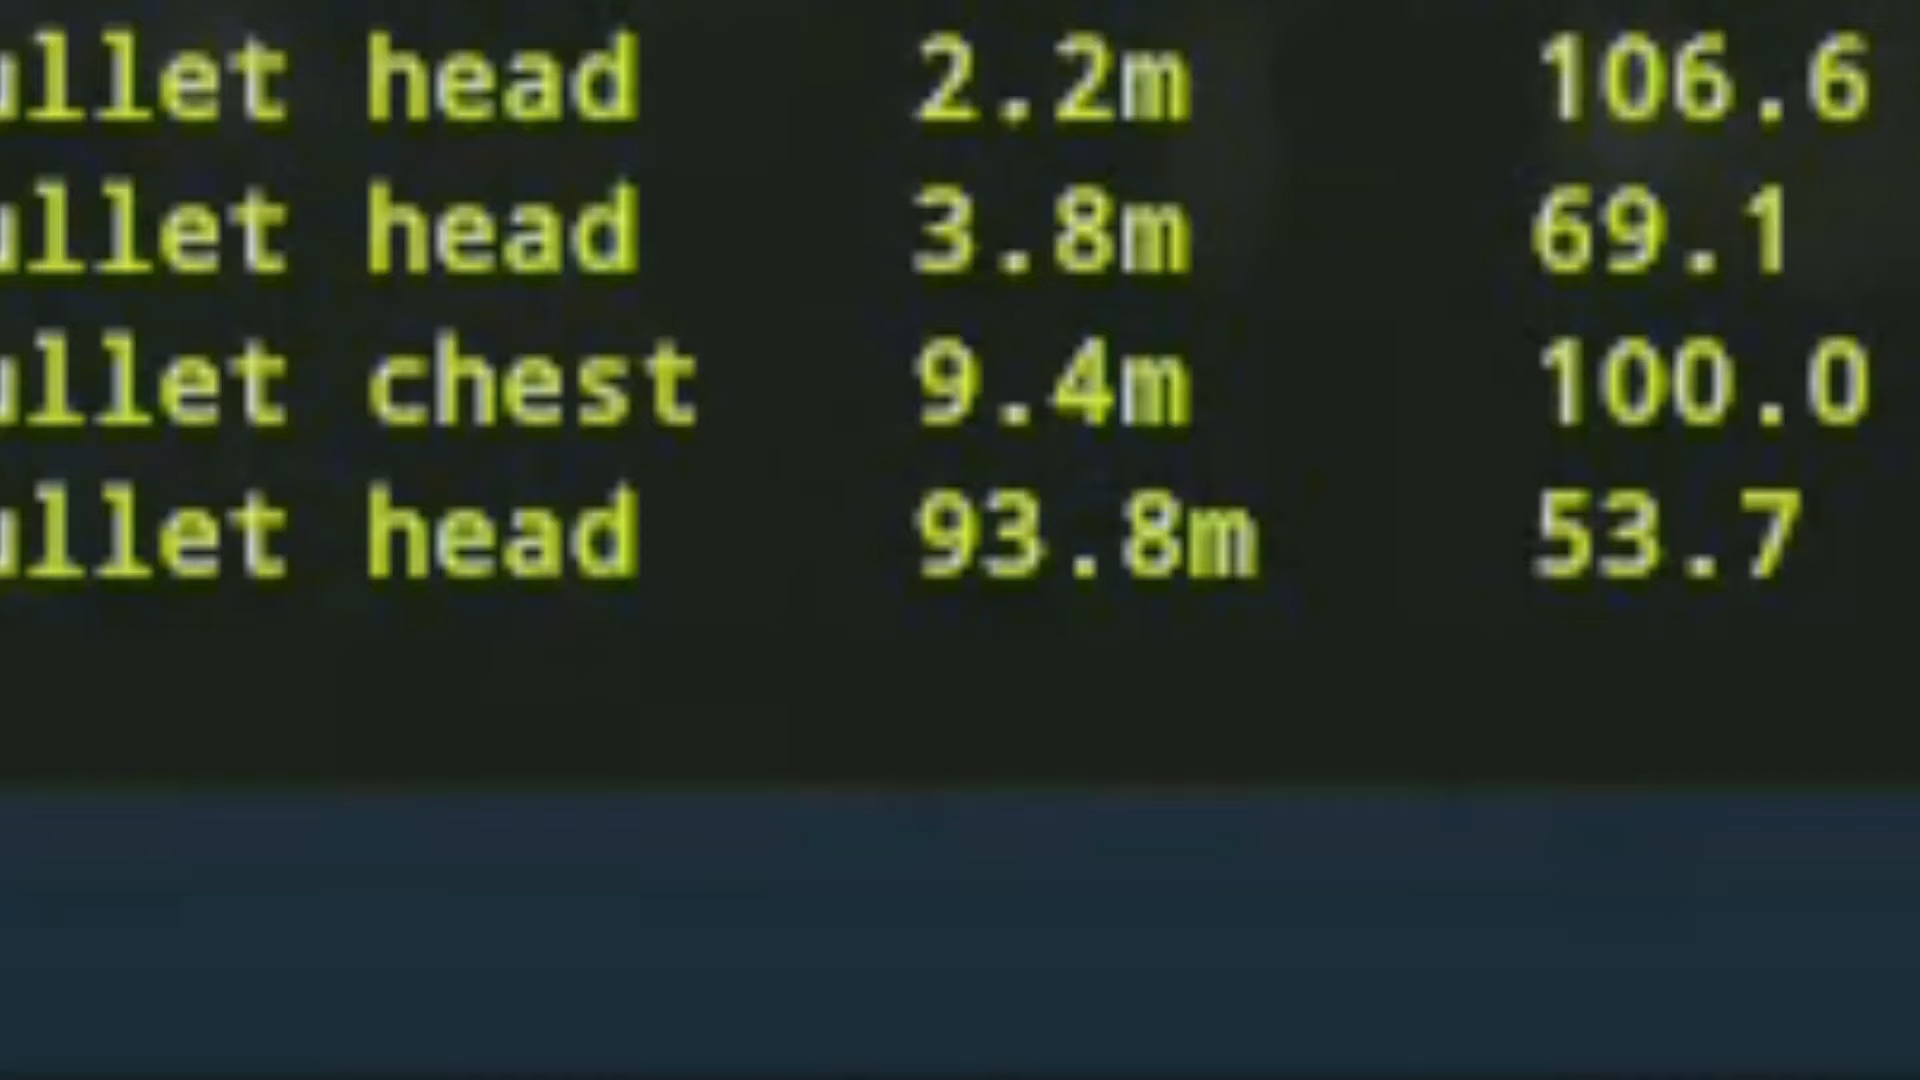 ullet head 2.2m 106.6
ullet head 3.8m 69.1
ullet chest 9.4m 100.0
ullet head 93.8m 53.7